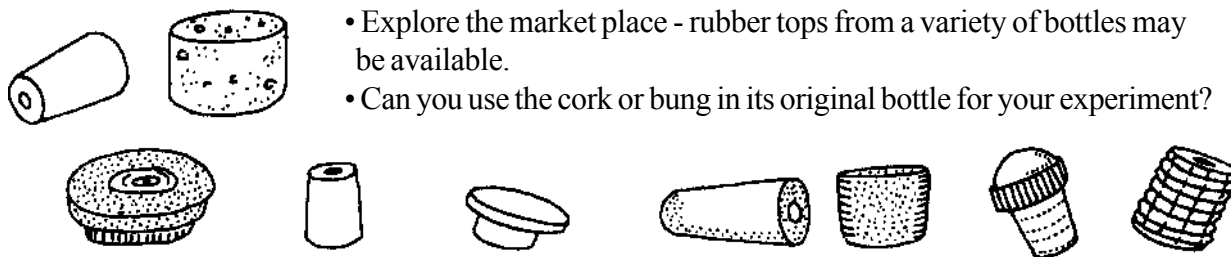 • Explore the market place - rubber tops from a variety of bottles may
be available.
• Can you use the cork or bung in its original bottle for your experiment?